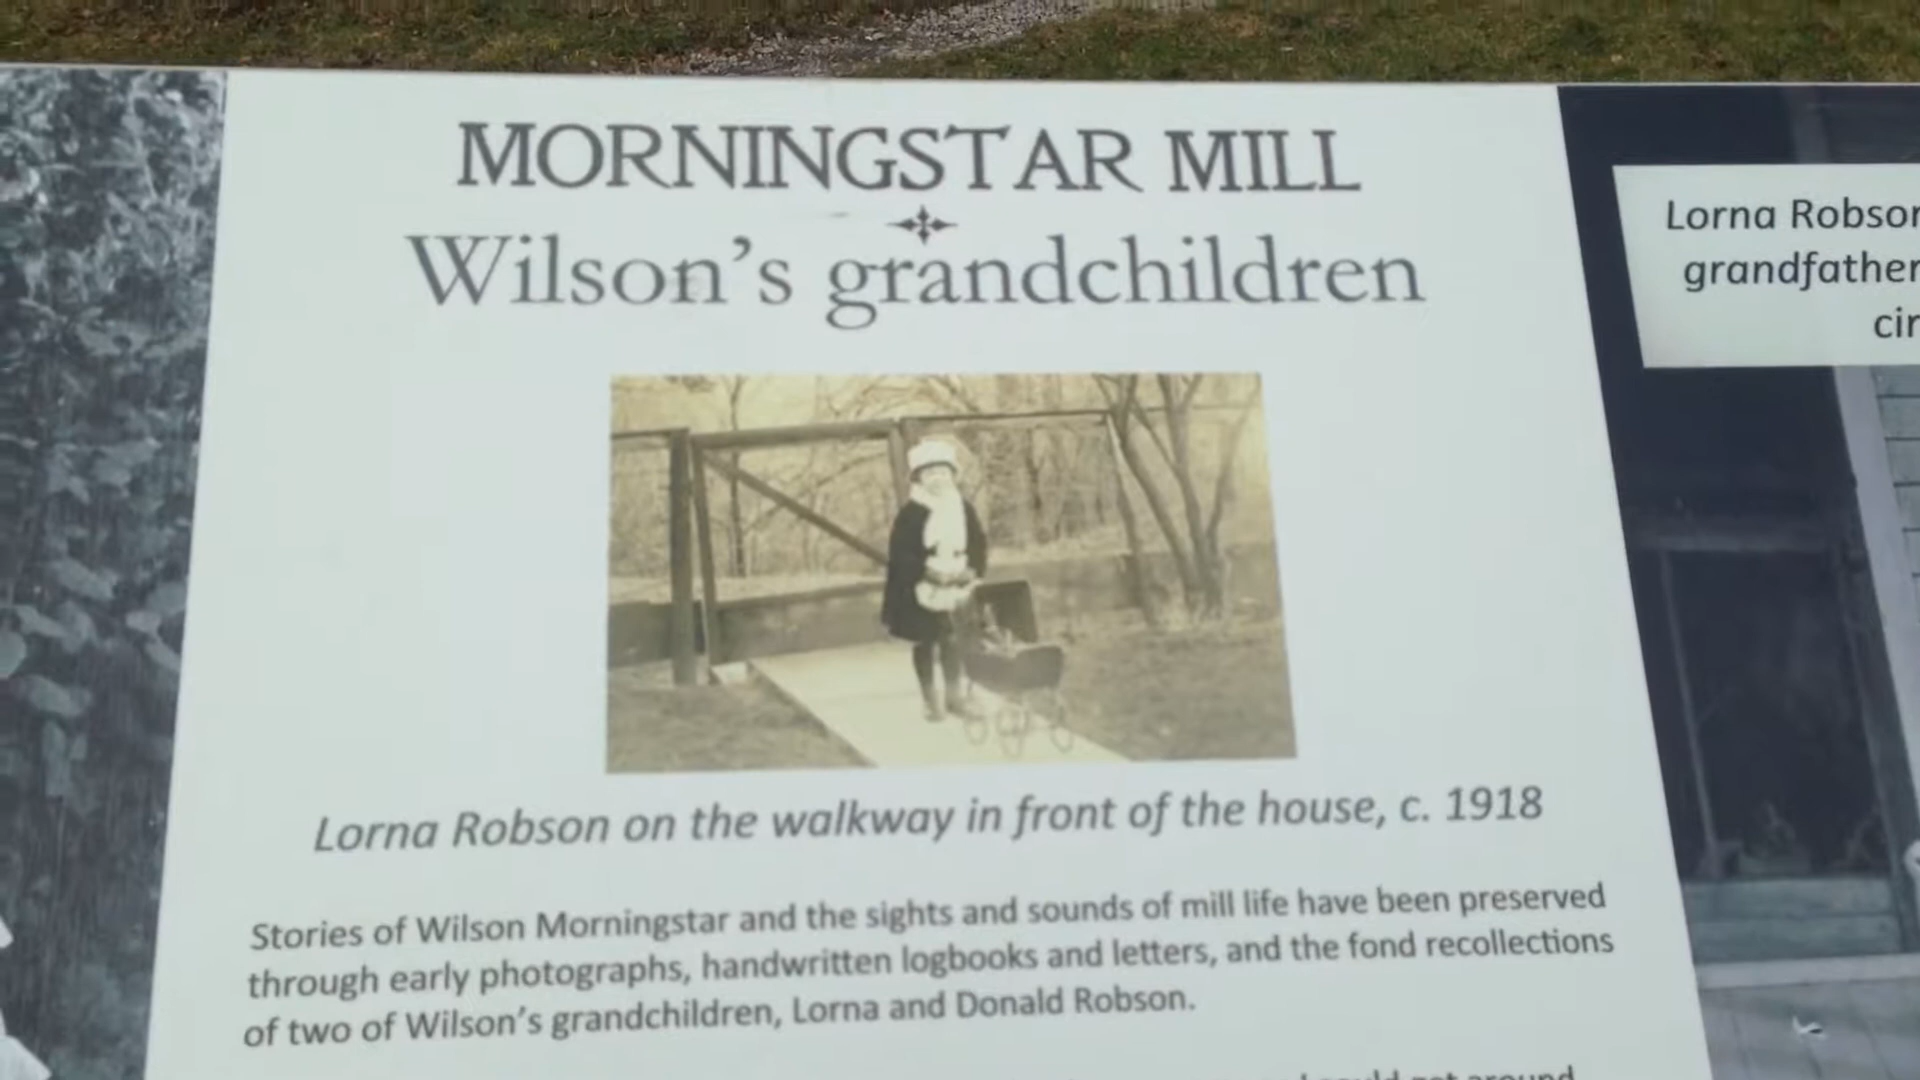 MORNINGSTAR MILL
Wilson's grandchildren
Lorna Robson on the walkway in front of the house, c. 1918
Stories of Wilson Morningstar and the sights and sounds of mill life have been preserved
through early photographs, handwritten logbooks and letters, and the fond recollections
of two of Wilson's grandchildren, Lorna and Donald Robson.
around
Lorna Robson
grandfather